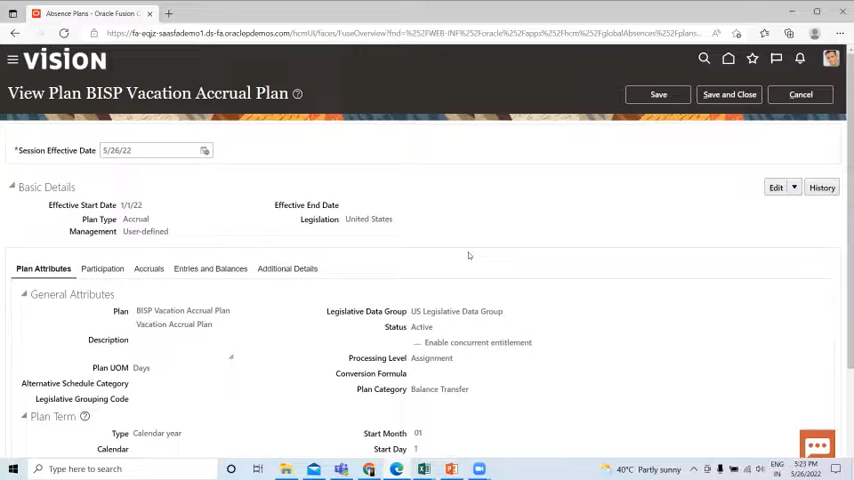 Absence Plans - Oracle Fusion C
https://fa-eqjz-saasfademo1.ds-fa.oraclepdemos.com/hcmUI/faces/FuseOverview?fnd=%252FWEB-INF%252Foracle%252Fapps%252Fhcm%252FglobalAbsences%252Fplans...
VISION
View Plan BISP Vacation Accrual Plan
Save
Save and Close
Cancel
*Session Effective Date 5/26/22
Basic Details
Edit
History
Effective Start Date 1/1/22
Effective End Date
Plan Type Accrual
Legislation United States
Management User-defined
Plan Attributes Participation Accruals Entries and Balances Additional Details
General Attributes
Plan BISP Vacation Accrual Plan
Legislative Data Group US Legislative Data Group
Vacation Accrual Plan
Status Active
Description
Enable concurrent entitlement
Plan UOM Days
Processing Level Assignment
Conversion Formula
Alternative Schedule Category
Plan Category Balance Transfer
Legislative Grouping Code
Plan Term
Type Calendar year
Start Month 01
Calendar
Start Day 1
Type here to search
40°C Partly sunny
ENG
IN
5:23 PM
5/26/2022